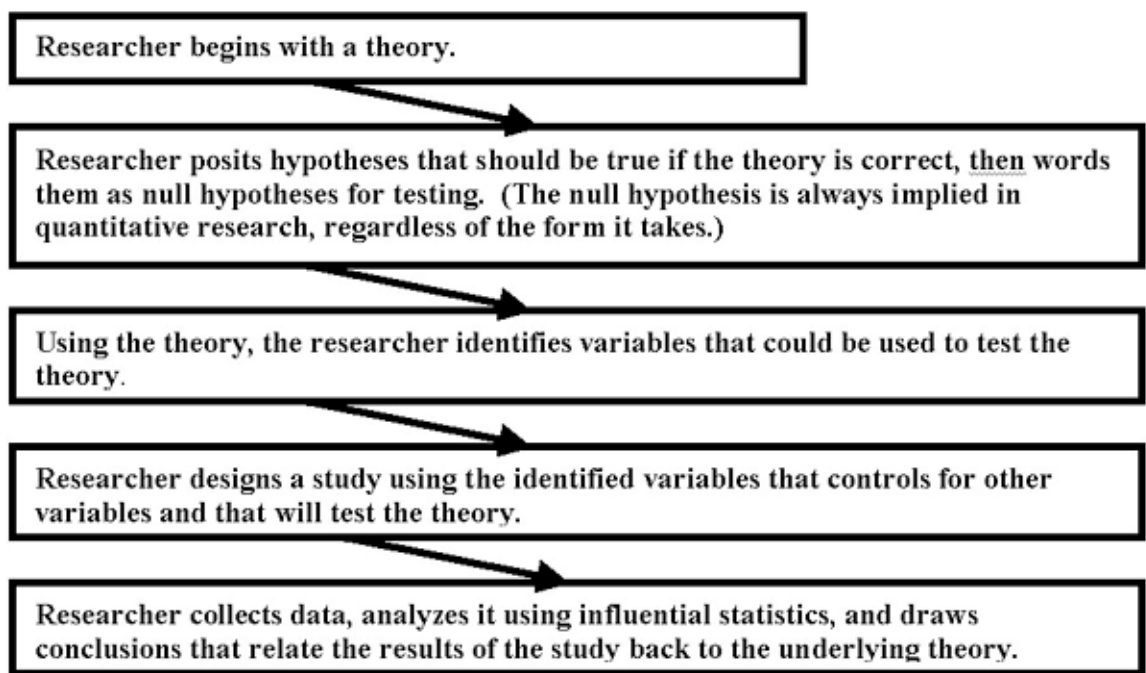 Researcher begins with a theory.
Researcher posits hypotheses that should be true if the theory is correct, then words
them as null hypotheses for testing. (The null hypothesis is always implied in
quantitative research, regardless of the form it takes.)
Using the theory, the researcher identifies variables that could be used to test the
theory.
Researcher designs a study using the identified variables that controls for other
variables and that will test the theory.
Researcher collects data, analyzes it using influential statistics, and draws
conclusions that relate the results of the study back to the underlying theory.